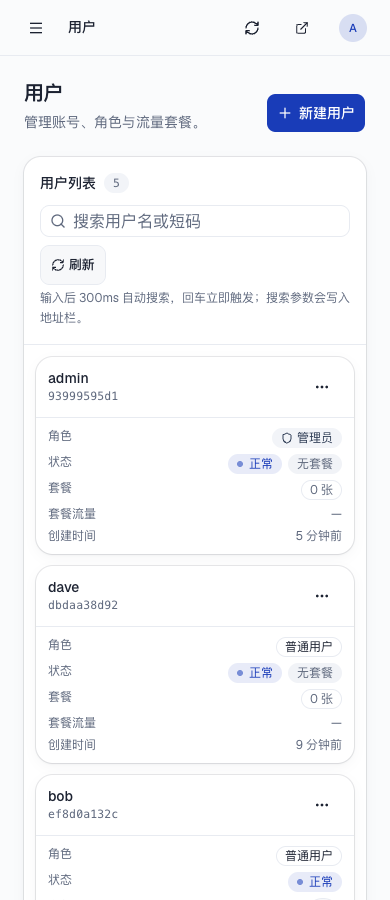 用户
A
用户
管理账号、角色与流量套餐。
新建用户
用户列表 5
搜索用户名或短码
刷新
输入后 300ms 自动搜索，回车立即触发；搜索参数会写入
地址栏。
admin
93999595d1
角色 管理员
状态 正常 无套餐
套餐 0 张
套餐流量 —
创建时间 5 分钟前
dave
dbdaa38d92
角色 普通用户
状态 正常 无套餐
套餐 0 张
套餐流量 —
创建时间 9 分钟前
bob
ef8d0a132c
角色 普通用户
状态 正常